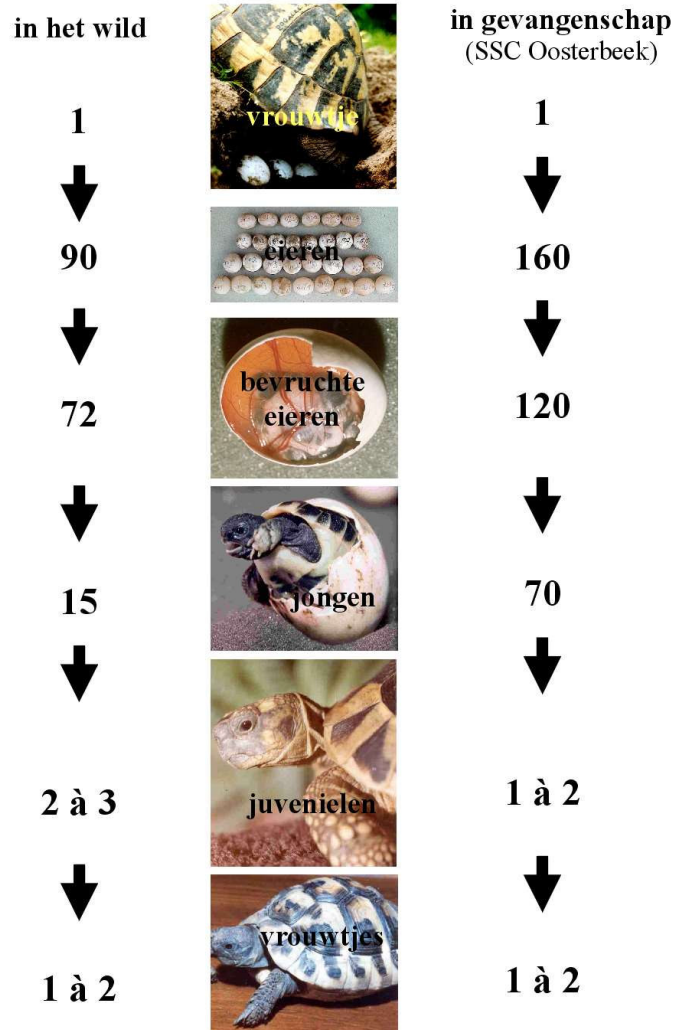 in het wild
in gevangenschap
(SSC Oosterbeek)
1
vrouwtje
1
90
eieren
160
72
bevruchte
eieren
120
15
jongen
70
2 à 3
juvenielen
1 à 2
1 à 2
vrouwtjes
1 à 2